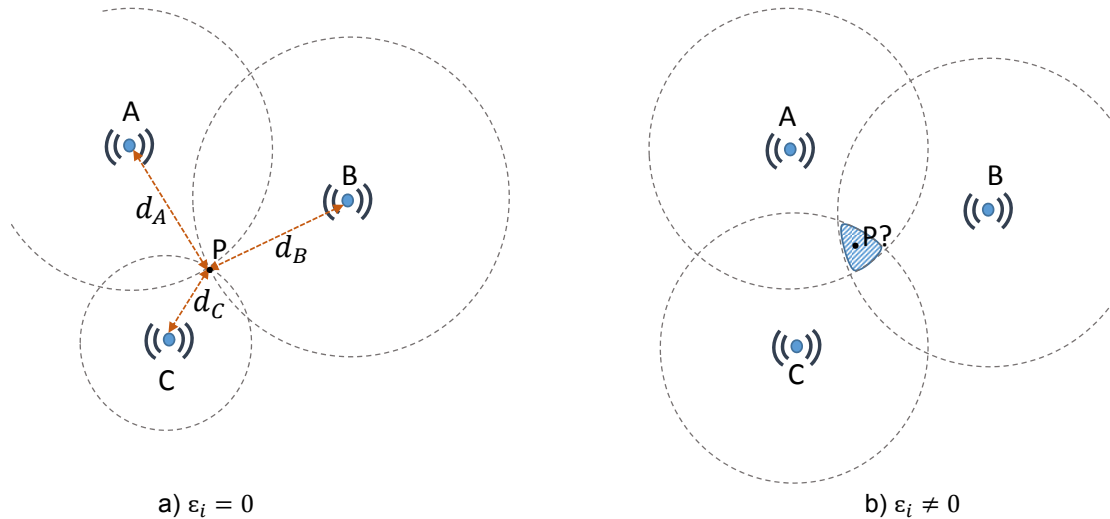 A
B
d_A
P
d_B
d_C
C
a) ε_i = 0
A
B
P?
C
b) ε_i ≠ 0